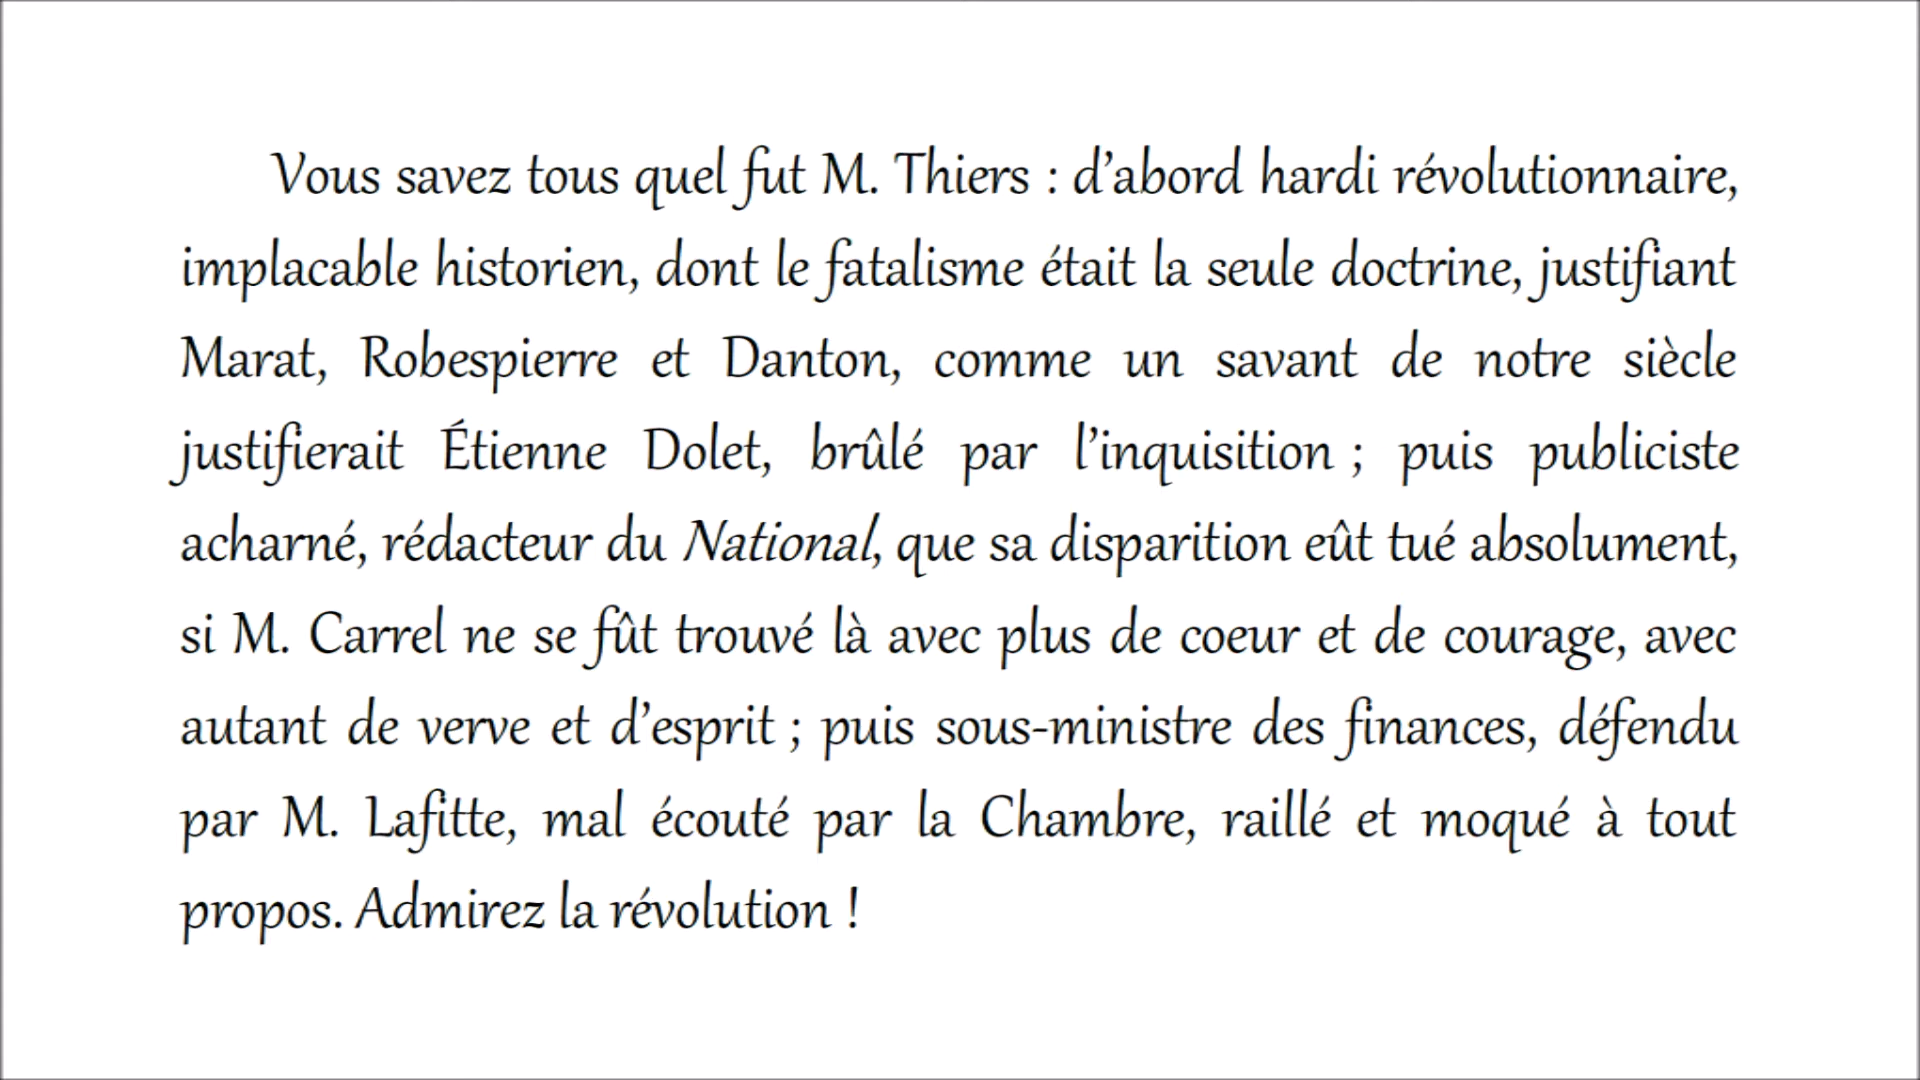 Vous savez tous quel fut M. Thiers : d’abord hardi révolutionnaire,
implacable historien, dont le fatalisme était la seule doctrine, justifiant
Marat, Robespierre et Danton, comme un savant de notre siècle
justifierait Étienne Dolet, brûlé par l’inquisition ; puis publiciste
acharné, rédacteur du National, que sa disparition eût tué absolument,
si M. Carrel ne se fût trouvé là avec plus de coeur et de courage, avec
autant de verve et d’esprit ; puis sous-ministre des finances, défendu
par M. Lafitte, mal écouté par la Chambre, raillé et moqué à tout
propos. Admirez la révolution !